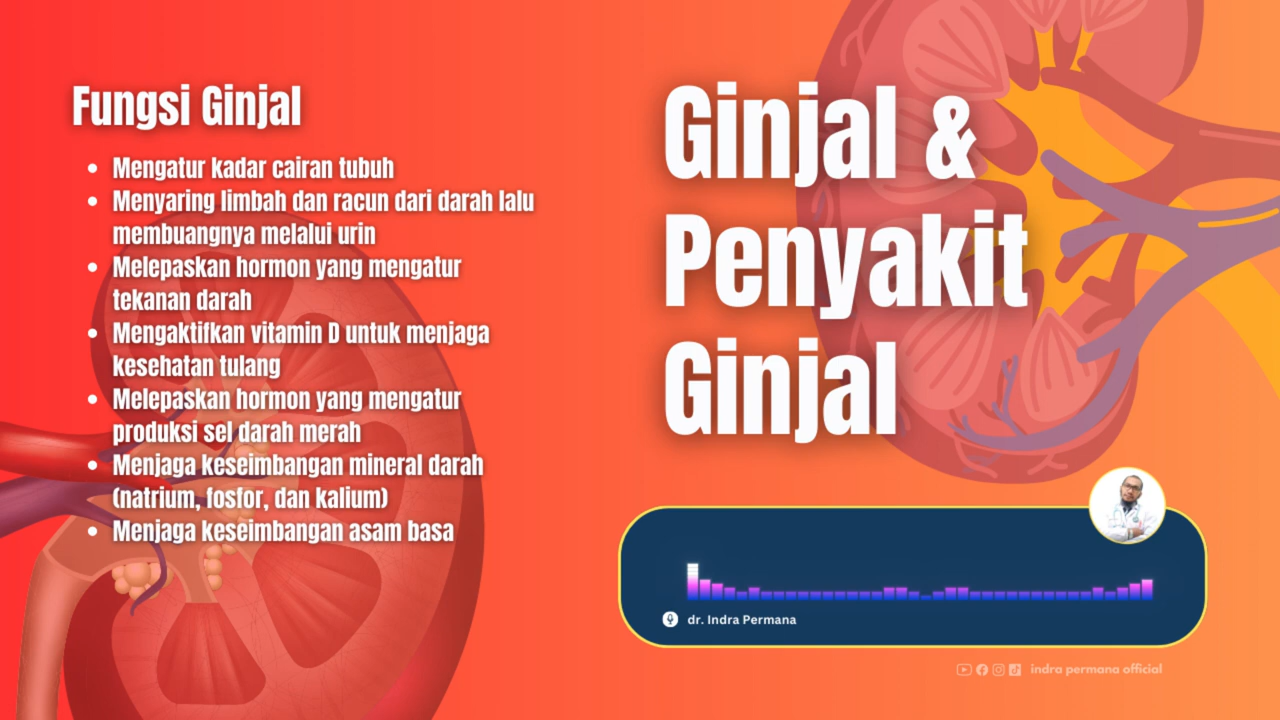 Fungsi Ginjal
• Mengatur kadar cairan tubuh
• Menyaring limbah dan racun dari darah lalu
membuangnya melalui urin
• Melepaskan hormon yang mengatur
tekanan darah
• Mengaktifkan vitamin D untuk menjaga
kesehatan tulang
• Melepaskan hormon yang mengatur
produksi sel darah merah
• Menjaga keseimbangan mineral darah
(natrium, fosfor, dan kalium)
• Menjaga keseimbangan asam basa
Ginjal &
Penyakit
Ginjal
dr. Indra Permana
indra permana official